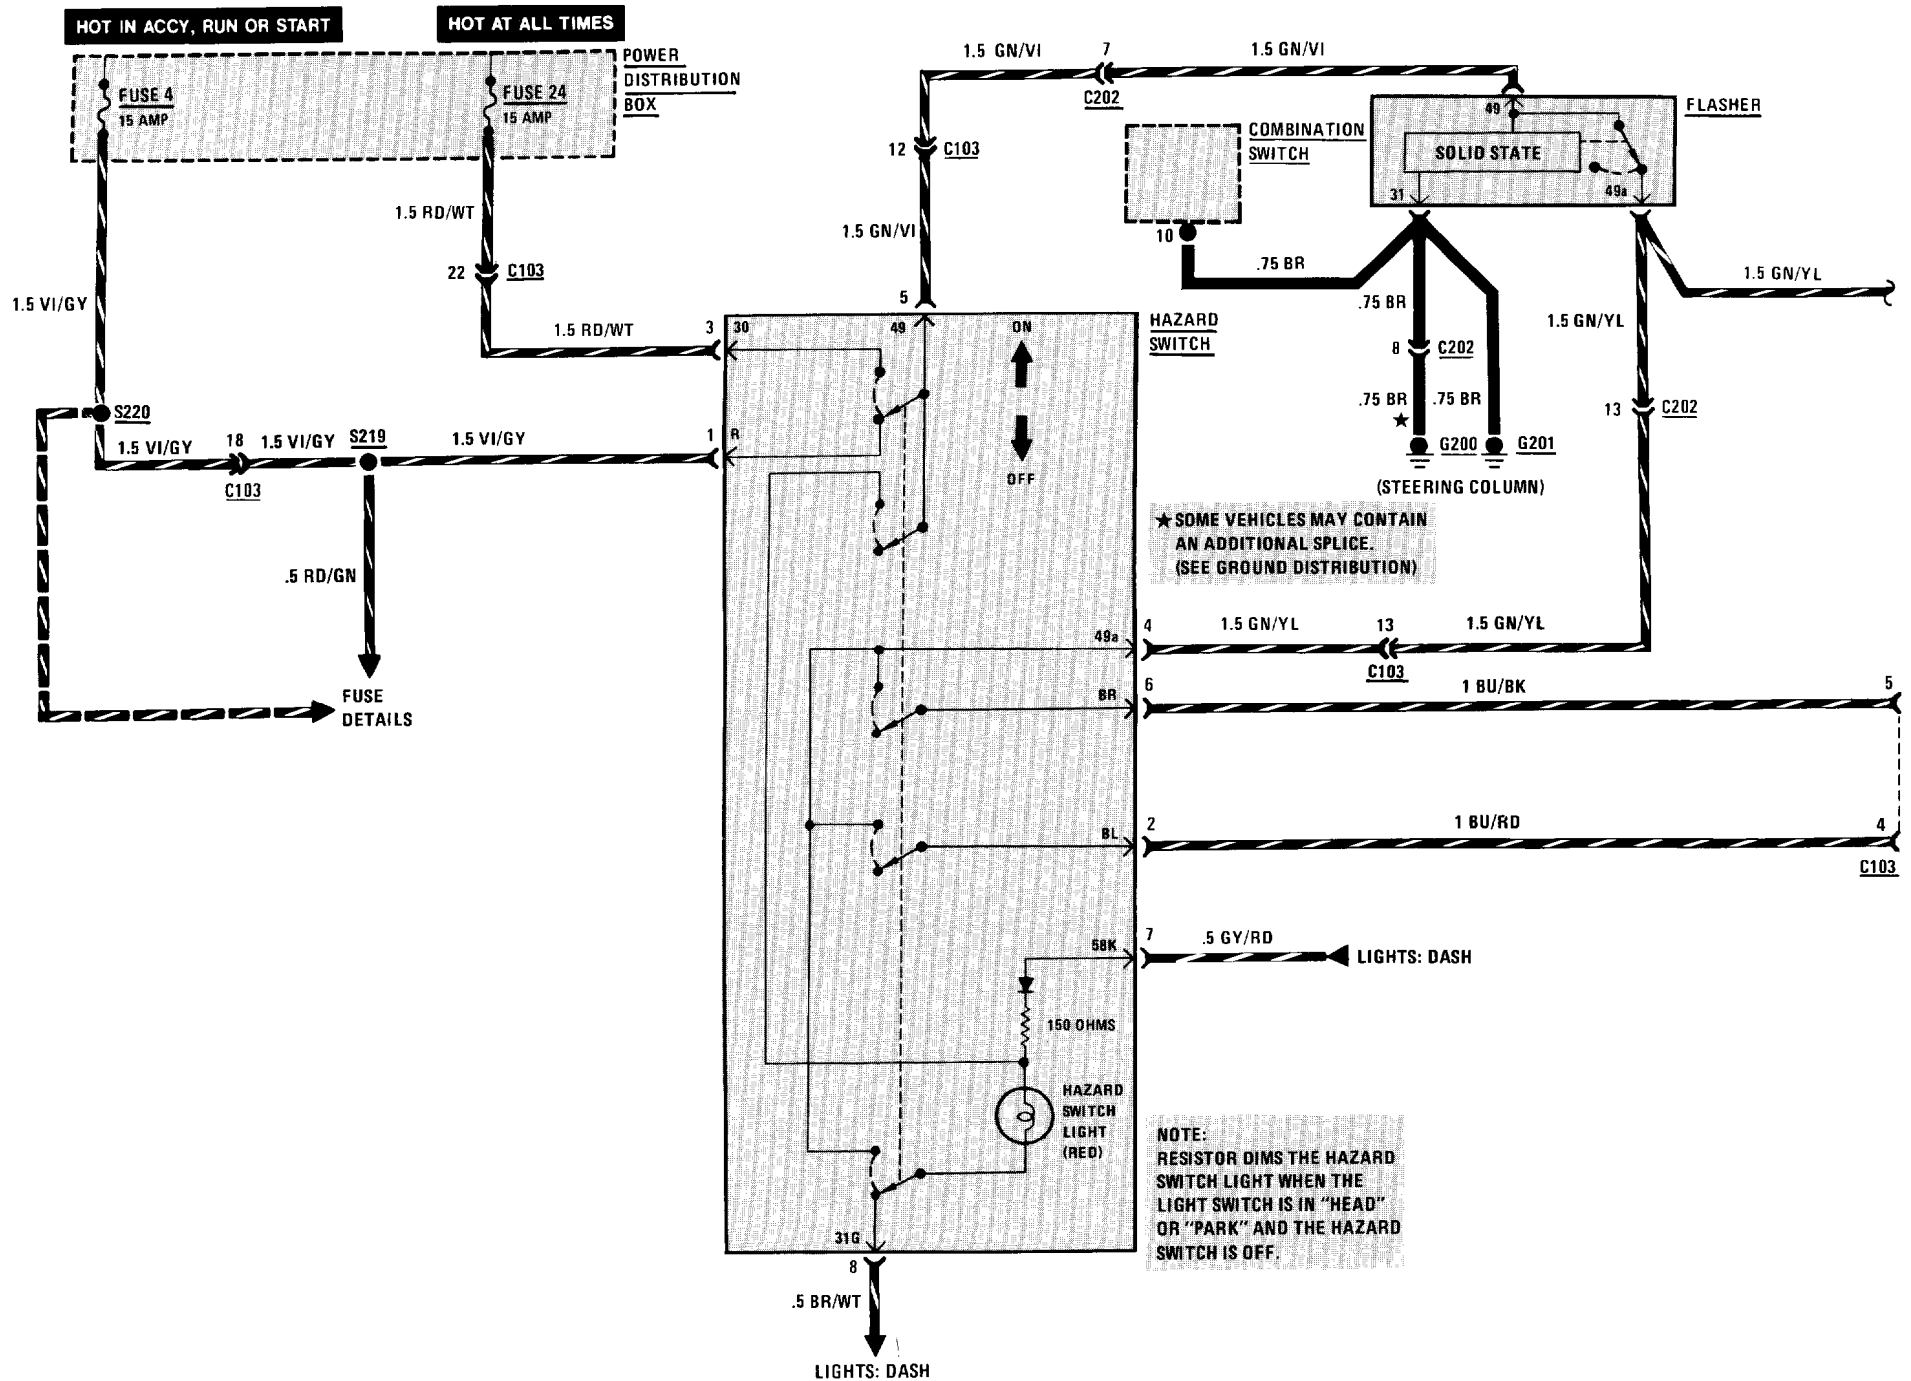 HOT IN ACCY, RUN OR START
HOT AT ALL TIMES
POWER
DISTRIBUTION
BOX
FUSE 4
15 AMP
FUSE 24
15 AMP
1.5 GN/VI
7
1.5 GN/VI
C202
FLASHER
49
SOLID STATE
31
49a
COMBINATION
SWITCH
10
12
C103
1.5 RD/WT
1.5 GN/VI
22
C103
.75 BR
1.5 GN/YL
1.5 VI/GY
.75 BR
1.5 GN/YL
5
1.5 RD/WT
3
30
49
ON
HAZARD
SWITCH
8
C202
.75 BR
.75 BR
★
13
C202
S220
1.5 VI/GY
18
1.5 VI/GY
S219
1.5 VI/GY
1
R
C103
OFF
G200
G201
(STEERING COLUMN)
★ SOME VEHICLES MAY CONTAIN
AN ADDITIONAL SPLICE.
(SEE GROUND DISTRIBUTION)
.5 RD/GN
FUSE
DETAILS
49a
4
1.5 GN/YL
13
1.5 GN/YL
C103
BR
6
1 BU/BK
5
BL
2
1 BU/RD
4
C103
58K
7
.5 GY/RD
LIGHTS: DASH
150 OHMS
HAZARD
SWITCH
LIGHT
(RED)
NOTE:
RESISTOR DIMS THE HAZARD
SWITCH LIGHT WHEN THE
LIGHT SWITCH IS IN "HEAD"
OR "PARK" AND THE HAZARD
SWITCH IS OFF.
31G
8
.5 BR/WT
LIGHTS: DASH